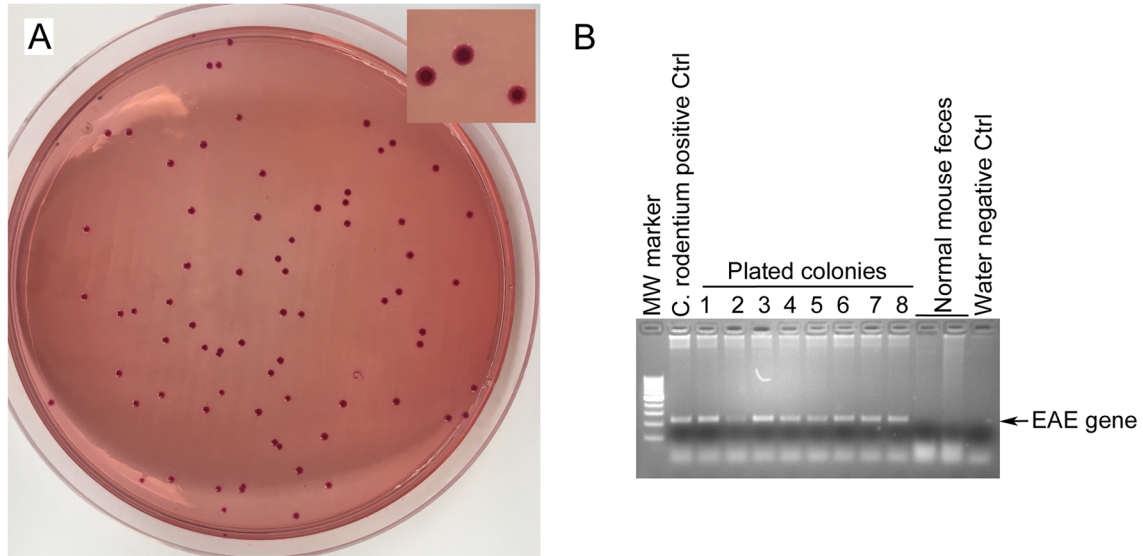 A
B
MW marker
C. rodentium positive Ctrl
Plated colonies
1 2 3 4 5 6 7 8
Normal mouse feces
Water negative Ctrl
EAE gene